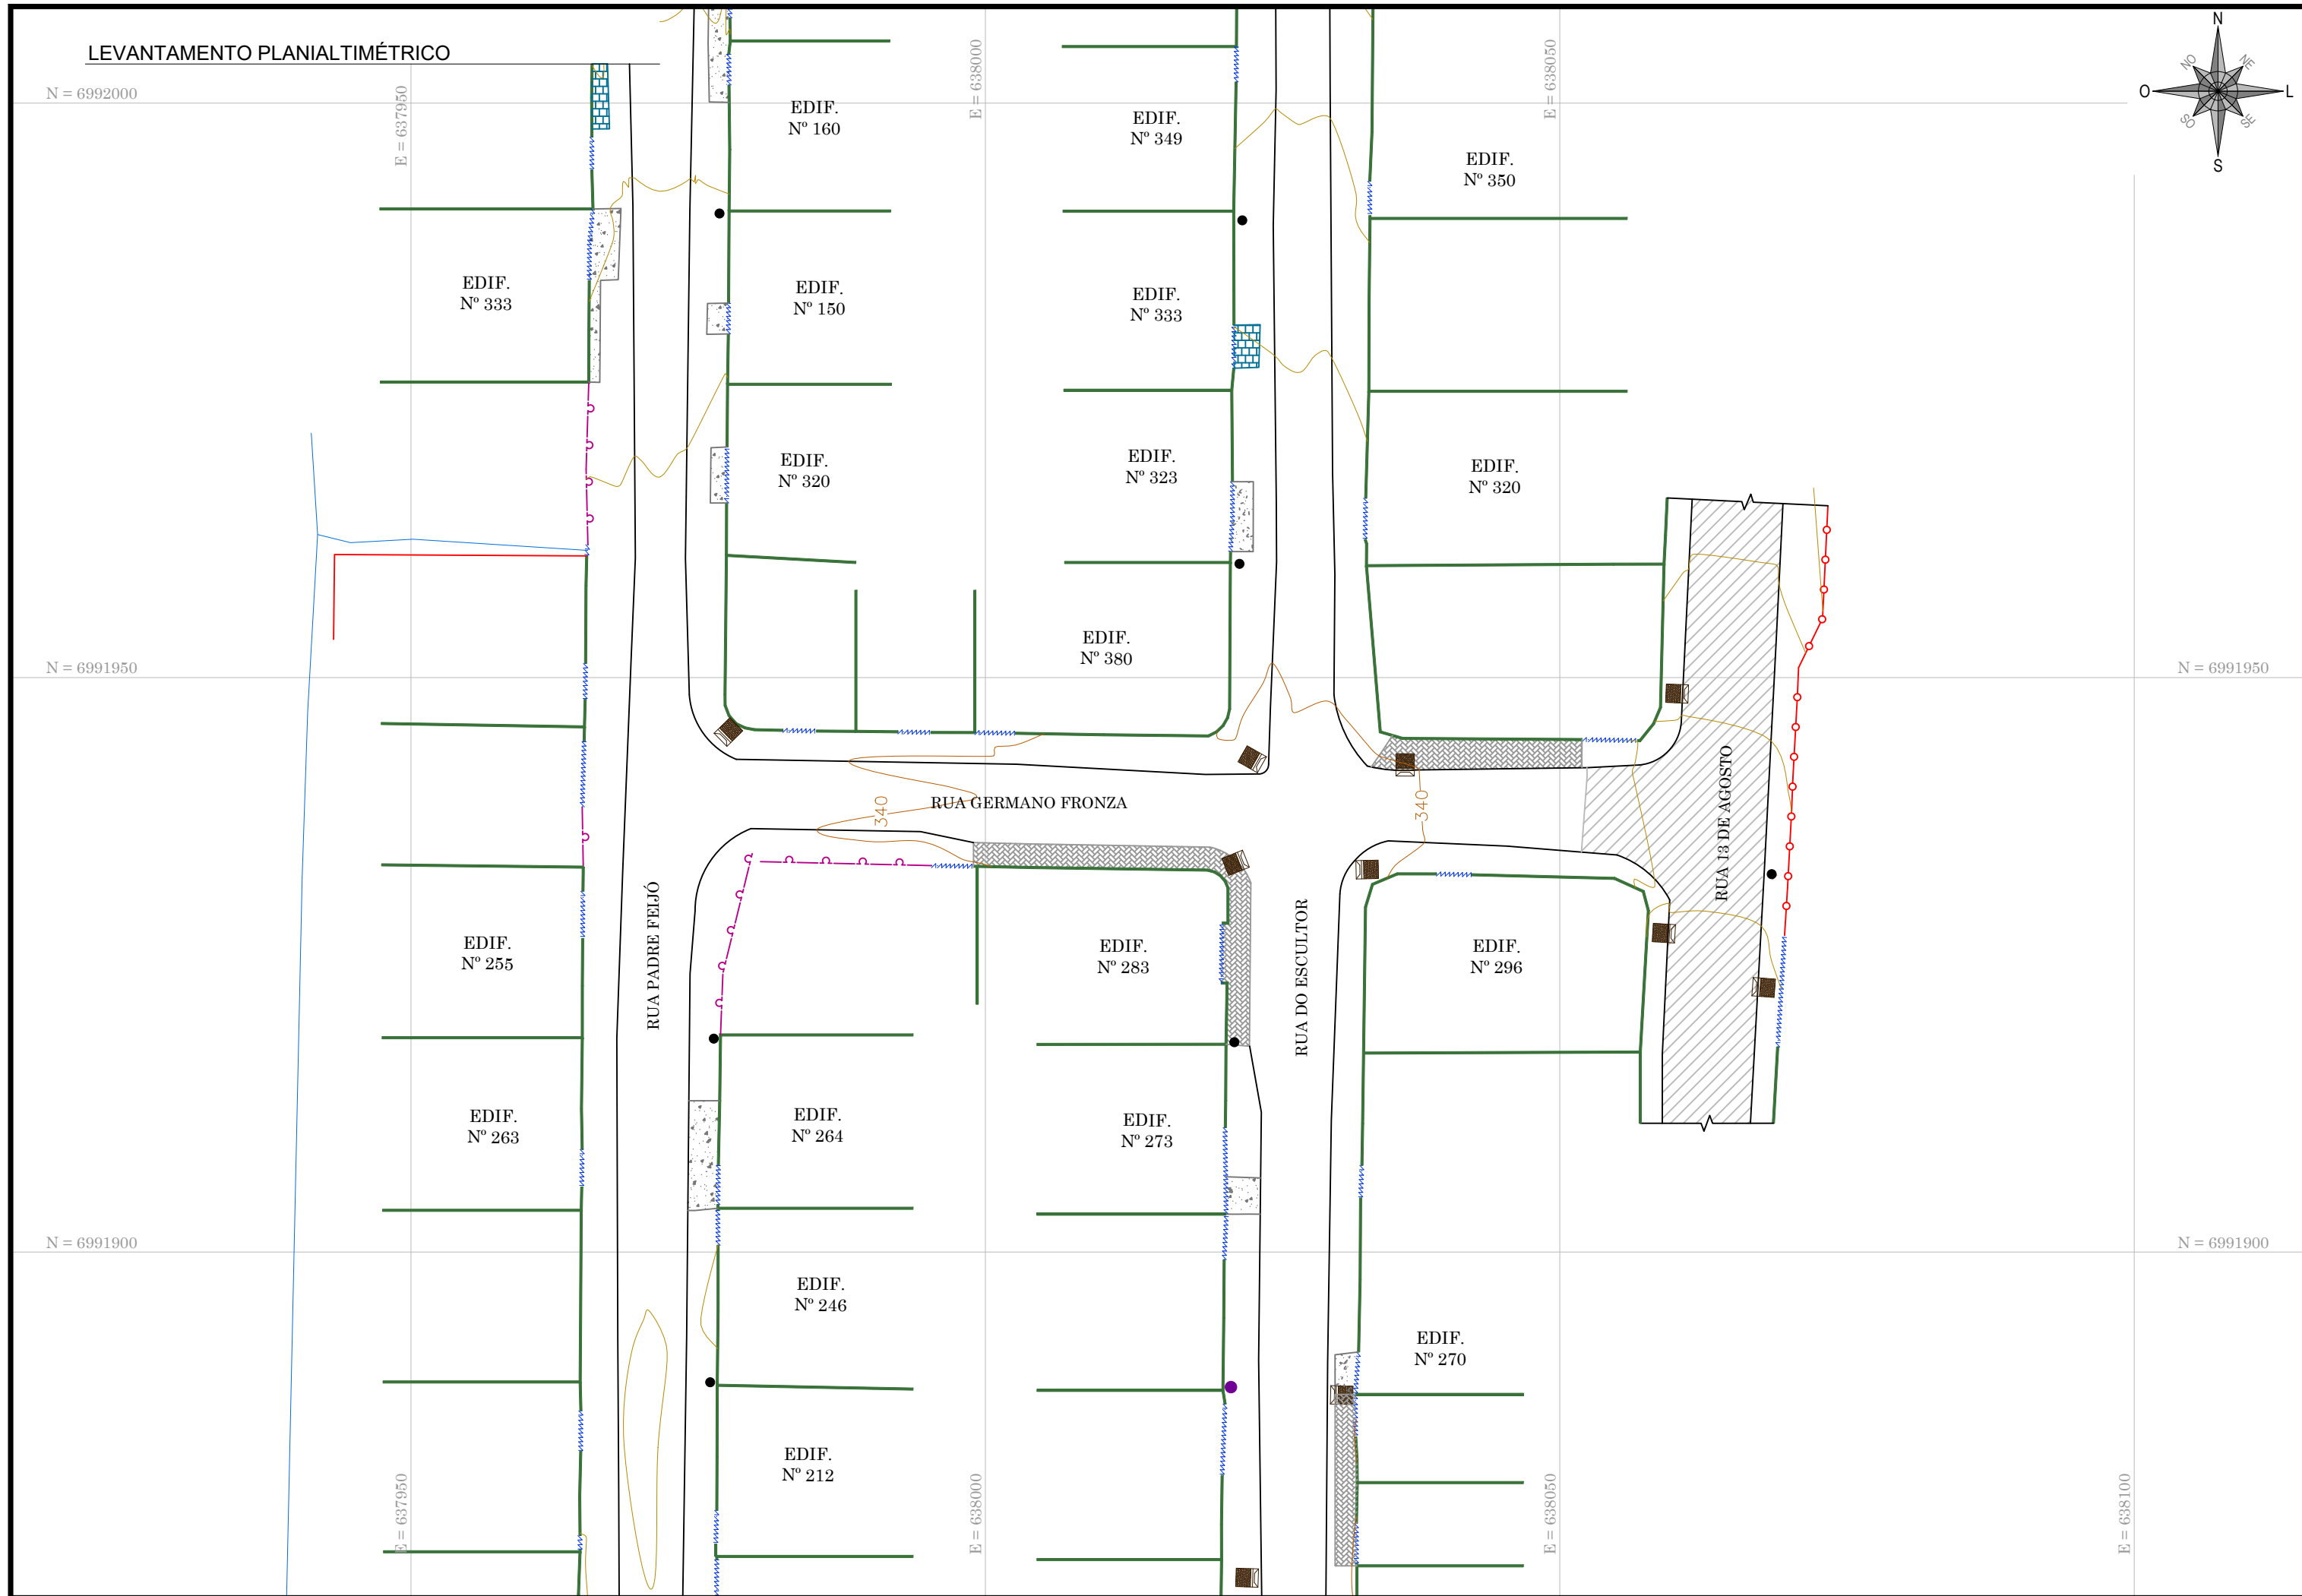 LEVANTAMENTO PLANIALTIMÉTRICO
N
NO
NE
O
L
SO
SE
S
N = 6992000
E = 637950
E = 638000
E = 638050
EDIF.
Nº 160
EDIF.
Nº 349
EDIF.
Nº 350
EDIF.
Nº 333
EDIF.
Nº 150
EDIF.
Nº 333
EDIF.
Nº 320
EDIF.
Nº 323
EDIF.
Nº 320
EDIF.
Nº 380
N = 6991950
N = 6991950
340
RUA GERMANO FRONZA
340
RUA 13 DE AGOSTO
RUA PADRE FEIJÓ
RUA DO ESCULTOR
EDIF.
Nº 255
EDIF.
Nº 283
EDIF.
Nº 296
EDIF.
Nº 263
EDIF.
Nº 264
EDIF.
Nº 273
N = 6991900
N = 6991900
EDIF.
Nº 246
EDIF.
Nº 270
EDIF.
Nº 212
E = 637950
E = 638000
E = 638050
E = 638100